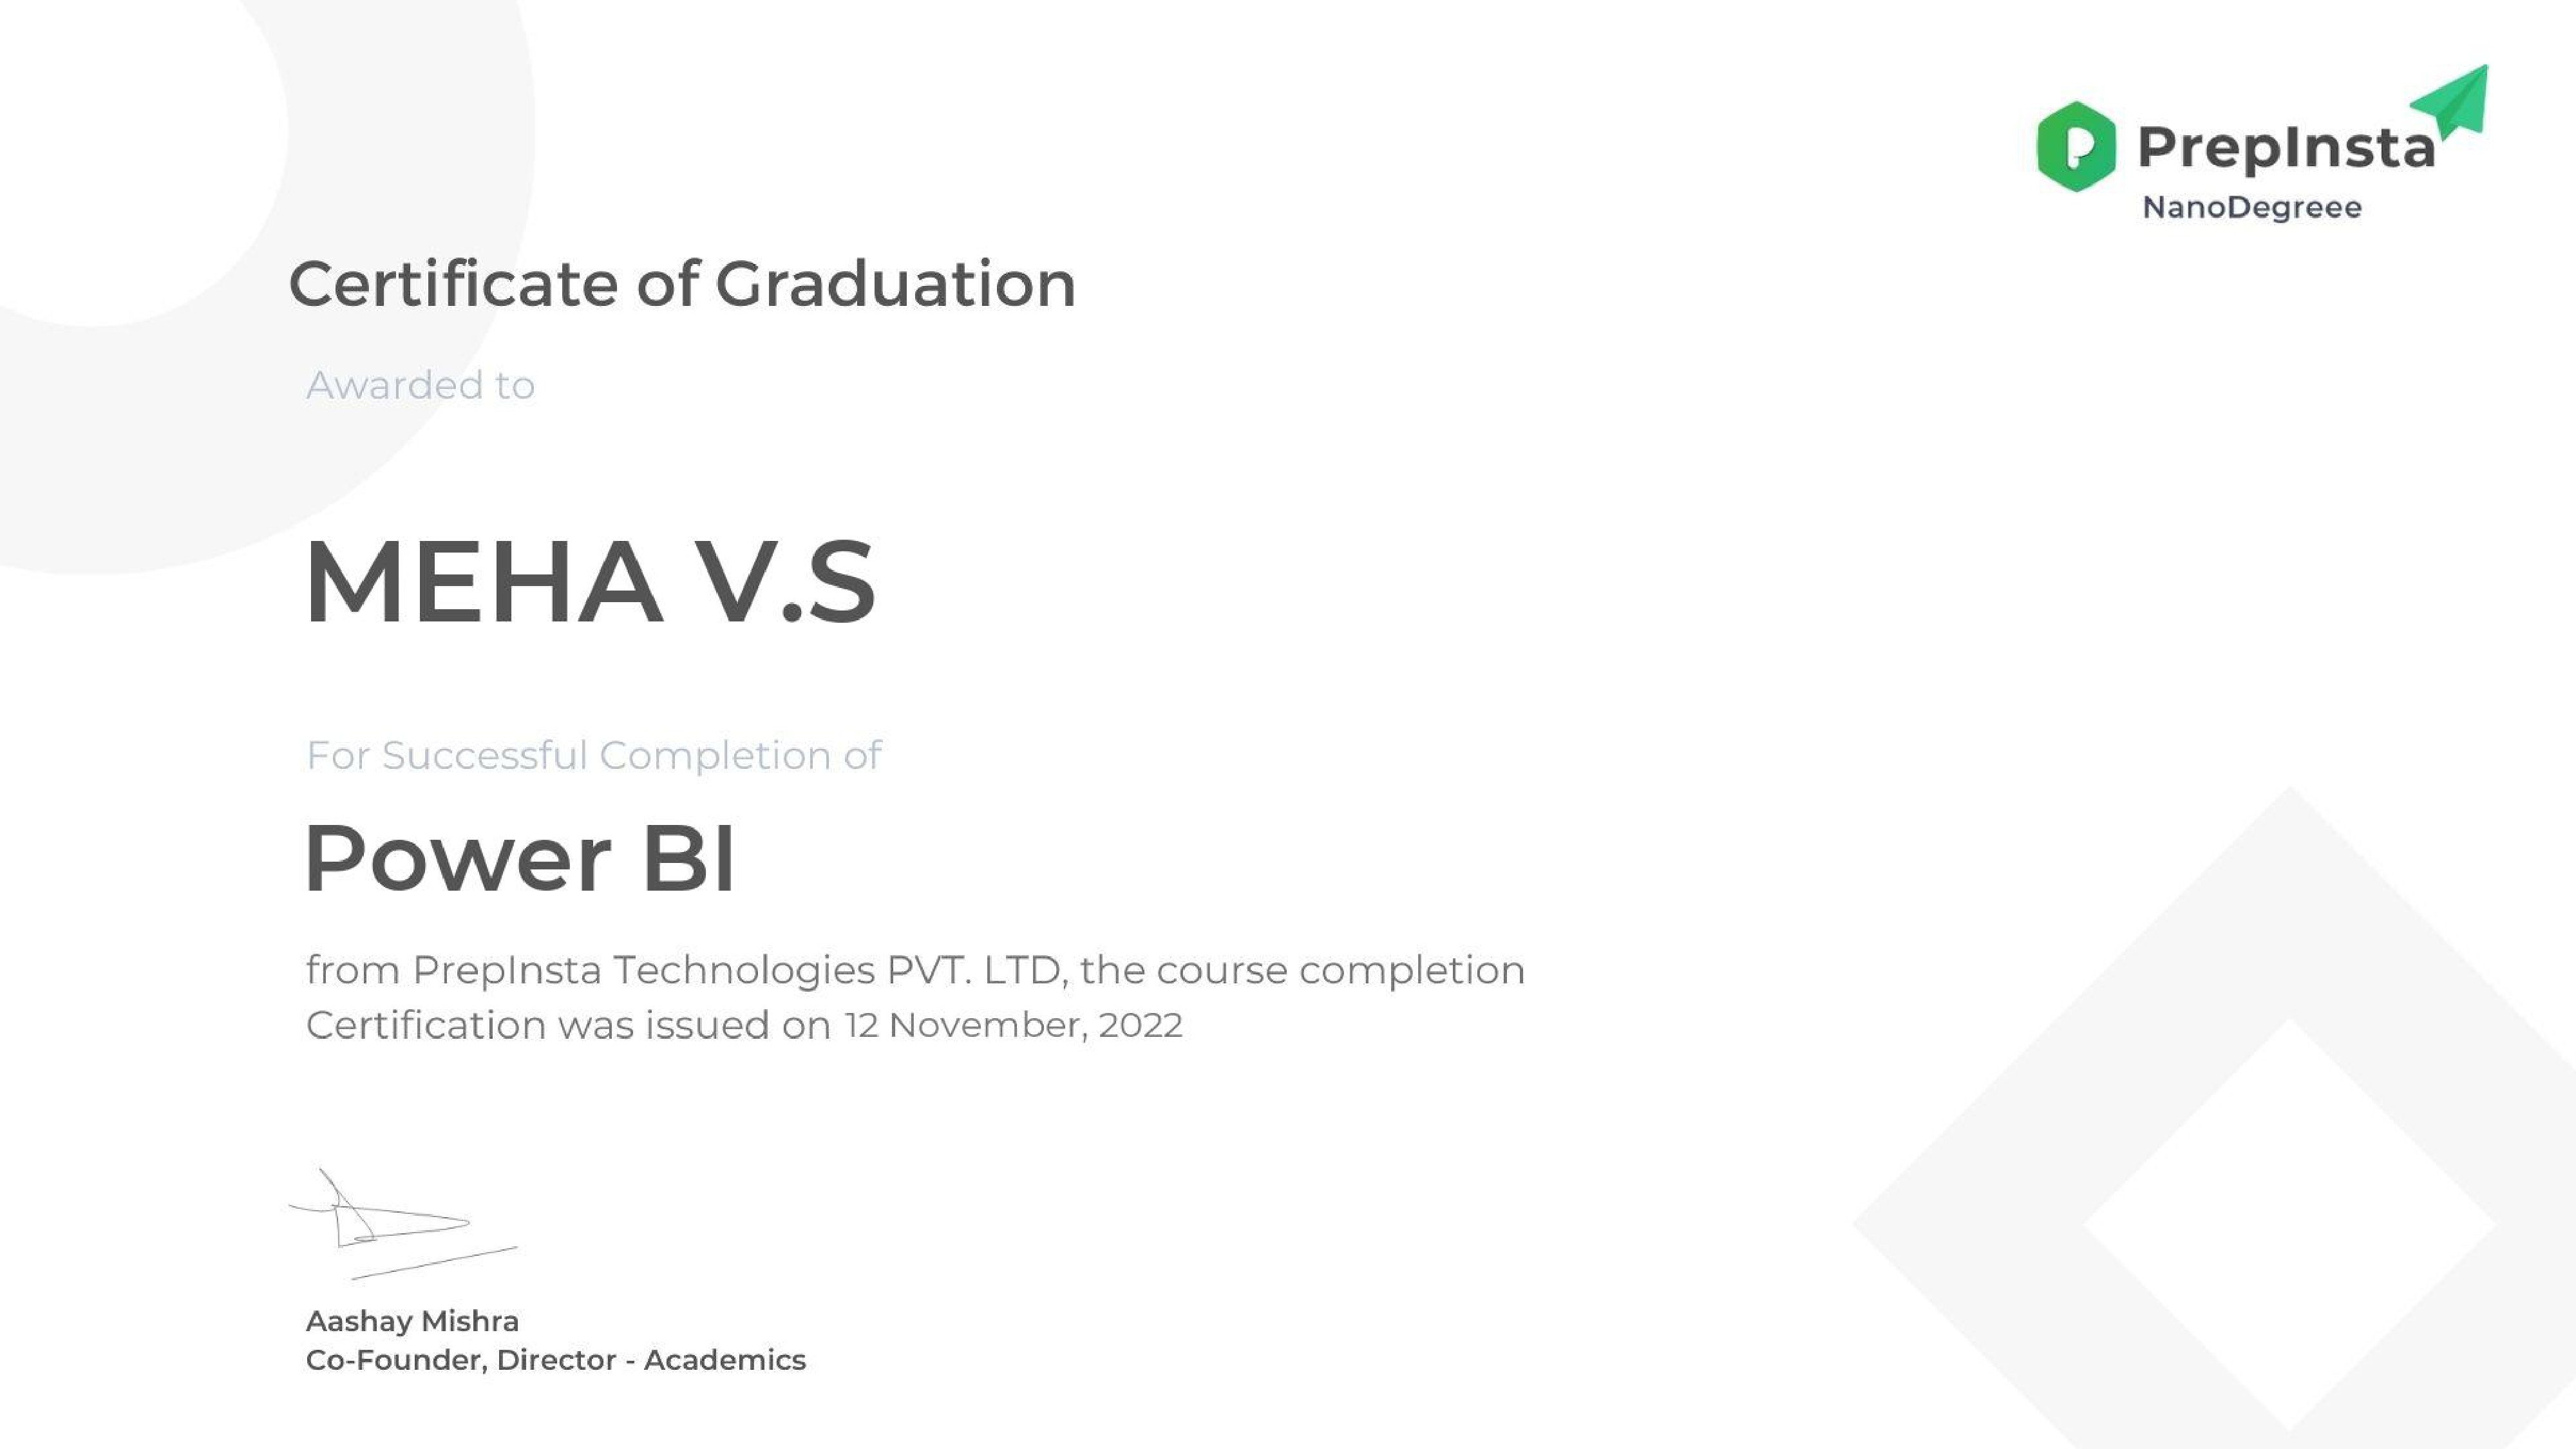 PrepInsta
NanoDegreee
Certificate of Graduation
Awarded to
MEHA V.S
For Successful Completion of
Power BI
from PrepInsta Technologies PVT. LTD, the course completion
Certification was issued on 12 November, 2022
Aashay Mishra
Co-Founder, Director - Academics